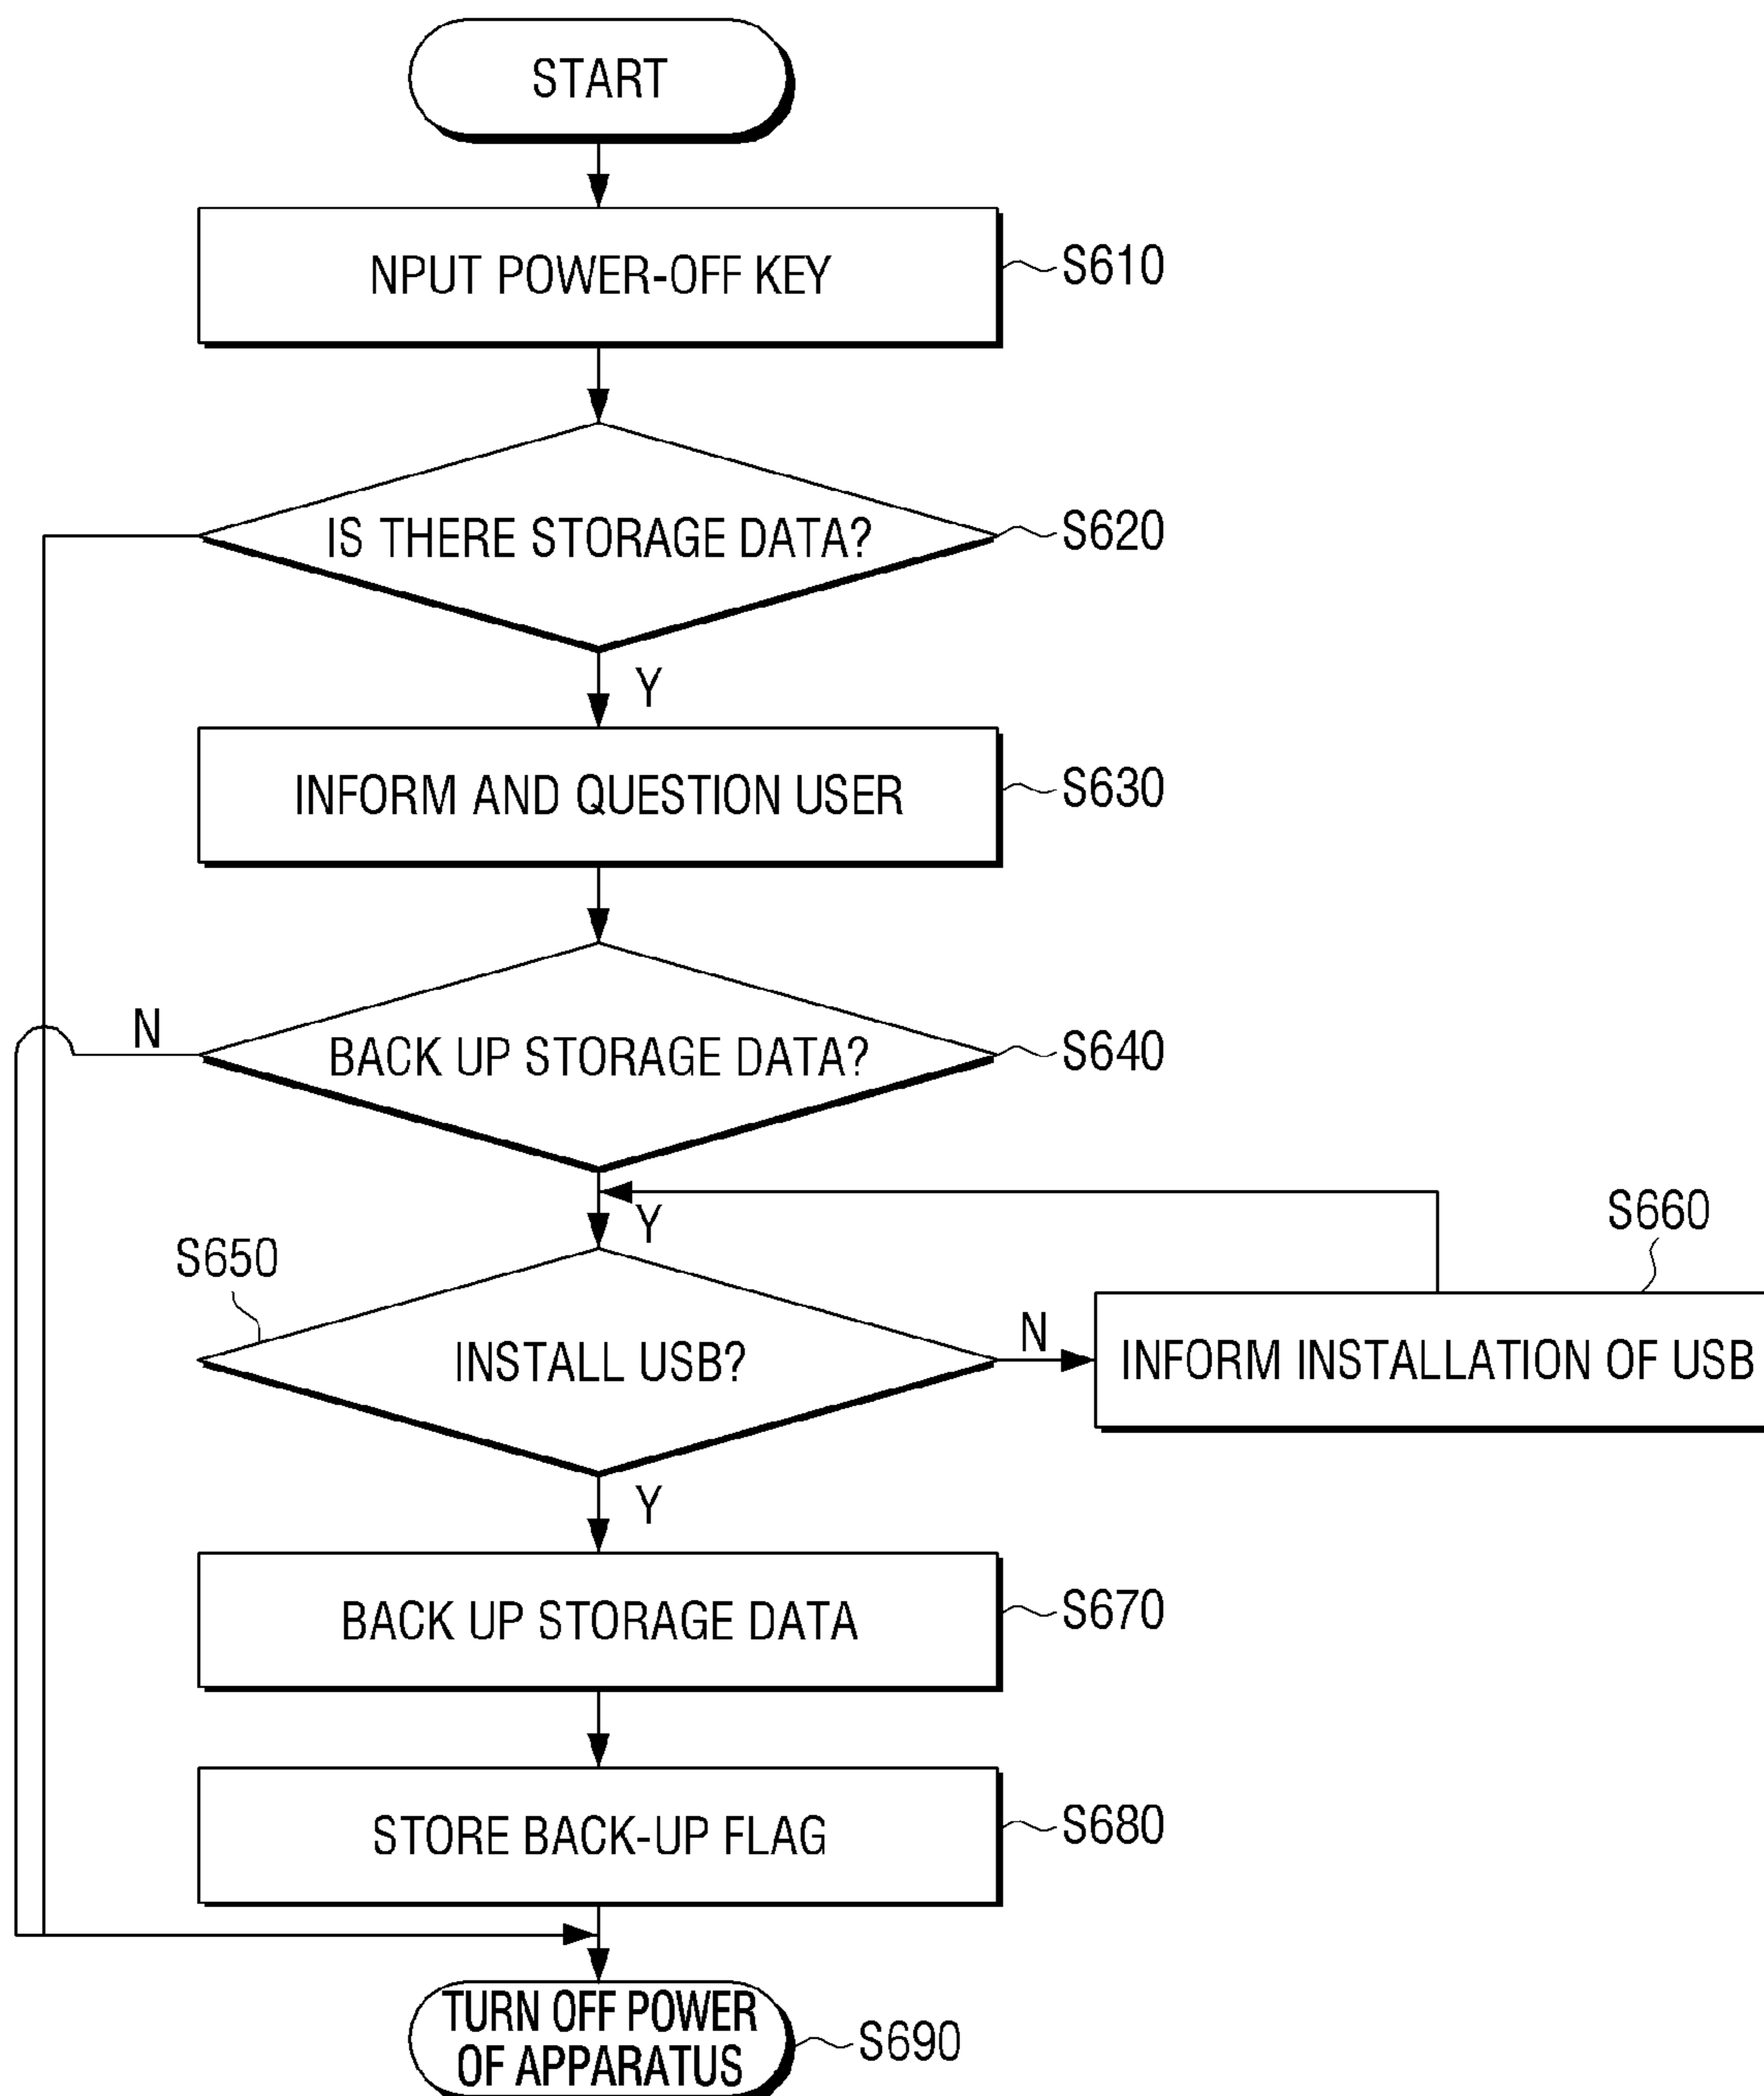 START
NPUT POWER-OFF KEY
S610
IS THERE STORAGE DATA?
S620
Y
INFORM AND QUESTION USER
S630
N
BACK UP STORAGE DATA?
S640
Y
S650
S660
INSTALL USB?
N
INFORM INSTALLATION OF USB
Y
BACK UP STORAGE DATA
S670
STORE BACK-UP FLAG
S680
TURN OFF POWER
OF APPARATUS
S690